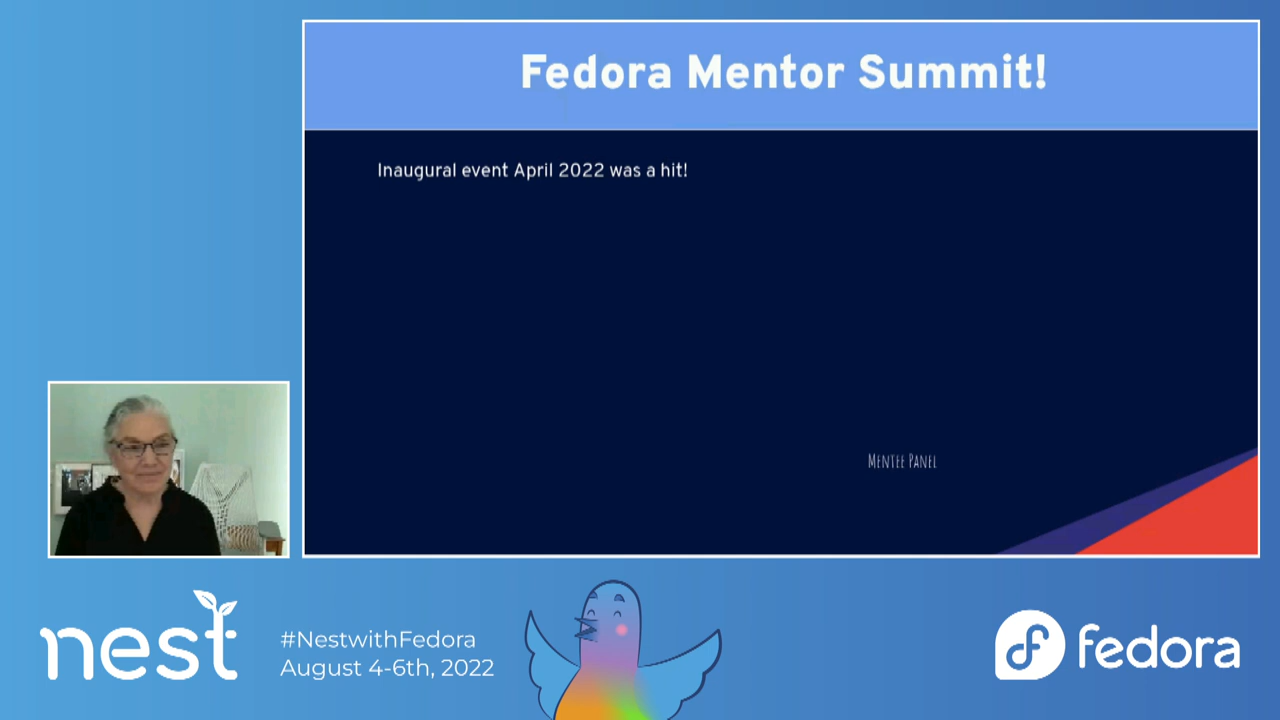 Fedora Mentor Summit!
Inaugural event April 2022 was a hit!
Mentee Panel
nest
#NestwithFedora
August 4-6th, 2022
fedora